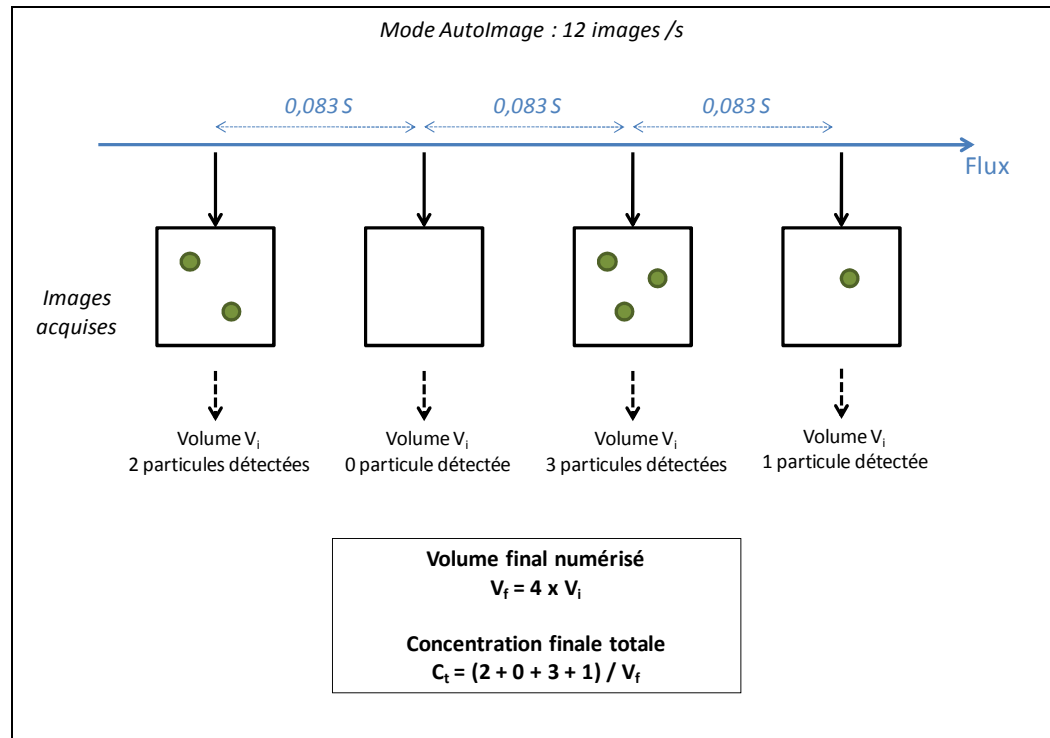 Mode AutoImage : 12 images /s
0,083 S
0,083 S
0,083 S
Flux
Images
acquises
Volume Vi
2 particules détectées
Volume Vi
0 particule détectée
Volume Vi
3 particules détectées
Volume Vi
1 particule détectée
Volume final numérisé
Vf = 4 x Vi
Concentration finale totale
Ct = (2 + 0 + 3 + 1) / Vf